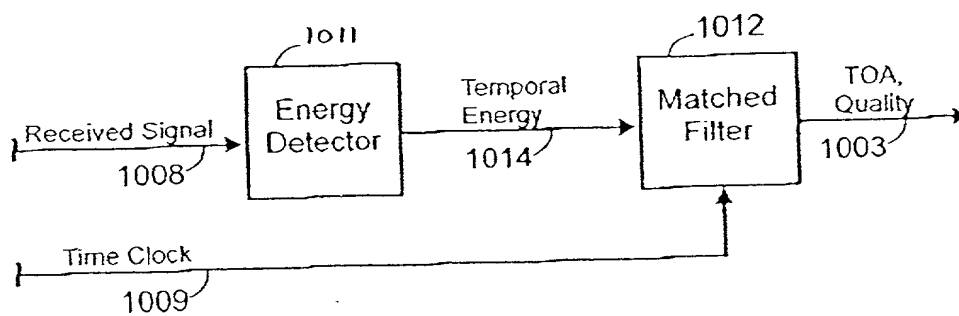 1011
1012
Energy
Detector
Temporal
Energy
Matched
Filter
TOA,
Quality
Received Signal
1008
1014
1003
Time Clock
1009